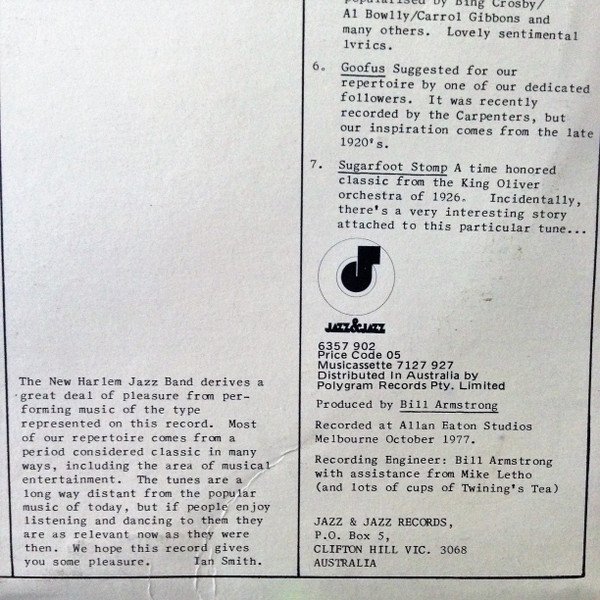 The New Harlem Jazz Band derives a
great deal of pleasure from per-
forming music of the type
represented on this record. Most
of our repertoire comes from a
period considered classic in many
ways, including the area of musical
entertainment. The tunes are a
long way distant from the popular
music of today, but if people enjoy
listening and dancing to them they
are as relevant now as they were
then. We hope this record gives
you some pleasure. Ian Smith.
popularised by Bing Crosby/
Al Bowlly/Carrol Gibbons and
many others. Lovely sentimental
lyrics.
6. Goofus Suggested for our
repertoire by one of our dedicated
followers. It was recently
recorded by the Carpenters, but
our inspiration comes from the late
1920's.
7. Sugarfoot Stomp A time honored
classic from the King Oliver
orchestra of 1926. Incidentally,
there's a very interesting story
attached to this particular tune...
JAZZ&JAZZ
6357 902
Price Code 05
Musicassette 7127 927
Distributed In Australia by
Polygram Records Pty. Limited
Produced by Bill Armstrong
Recorded at Allan Eaton Studios
Melbourne October 1977.
Recording Engineer: Bill Armstrong
with assistance from Mike Letho
(and lots of cups of Twining's Tea)
JAZZ & JAZZ RECORDS,
P.O. Box 5,
CLIFTON HILL VIC. 3068
AUSTRALIA